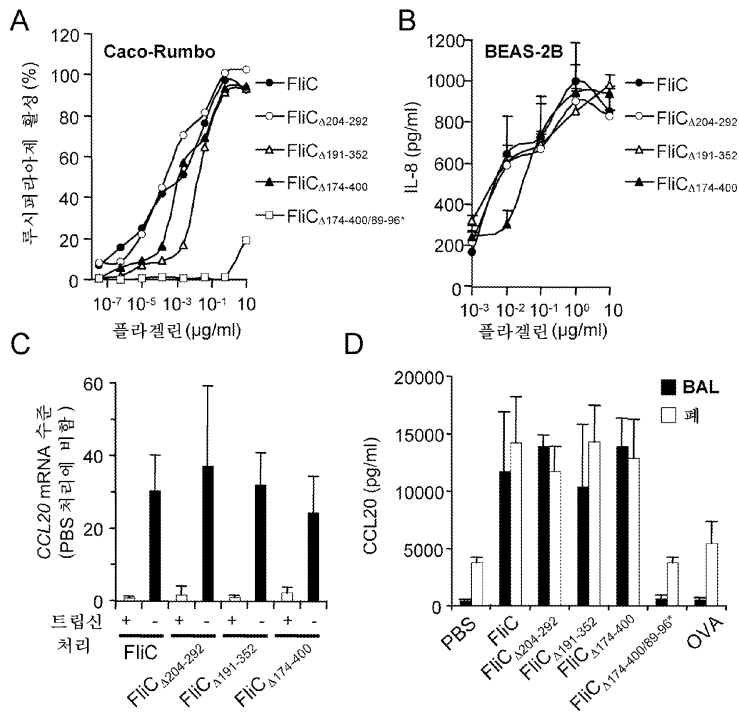 A
Caco-Rumbo
루시퍼라아제 활성 (%)
120
100
80
60
40
20
0
10-7 10-5 10-3 10-1 10
플라겔린 (µg/ml)
FliC
FliCΔ204-292
FliCΔ191-352
FliCΔ174-400
FliCΔ174-400/89-96*
B
BEAS-2B
IL-8 (pg/ml)
1200
1000
800
600
400
200
0
10-3 10-2 10-1 100 10
플라겔린 (µg/ml)
FliC
FliCΔ204-292
FliCΔ191-352
FliCΔ174-400
C
CCL20 mRNA 수준
(PBS 처리에 비함)
60
40
20
0
트립신 + - + - + - + -
처리
FliC
FliCΔ204-292
FliCΔ191-352
FliCΔ174-400
D
CCL20 (pg/ml)
20000
15000
10000
5000
0
BAL
폐
PBS
FliC
FliCΔ204-292
FliCΔ191-352
FliCΔ174-400
FliCΔ174-400/89-96*
OVA